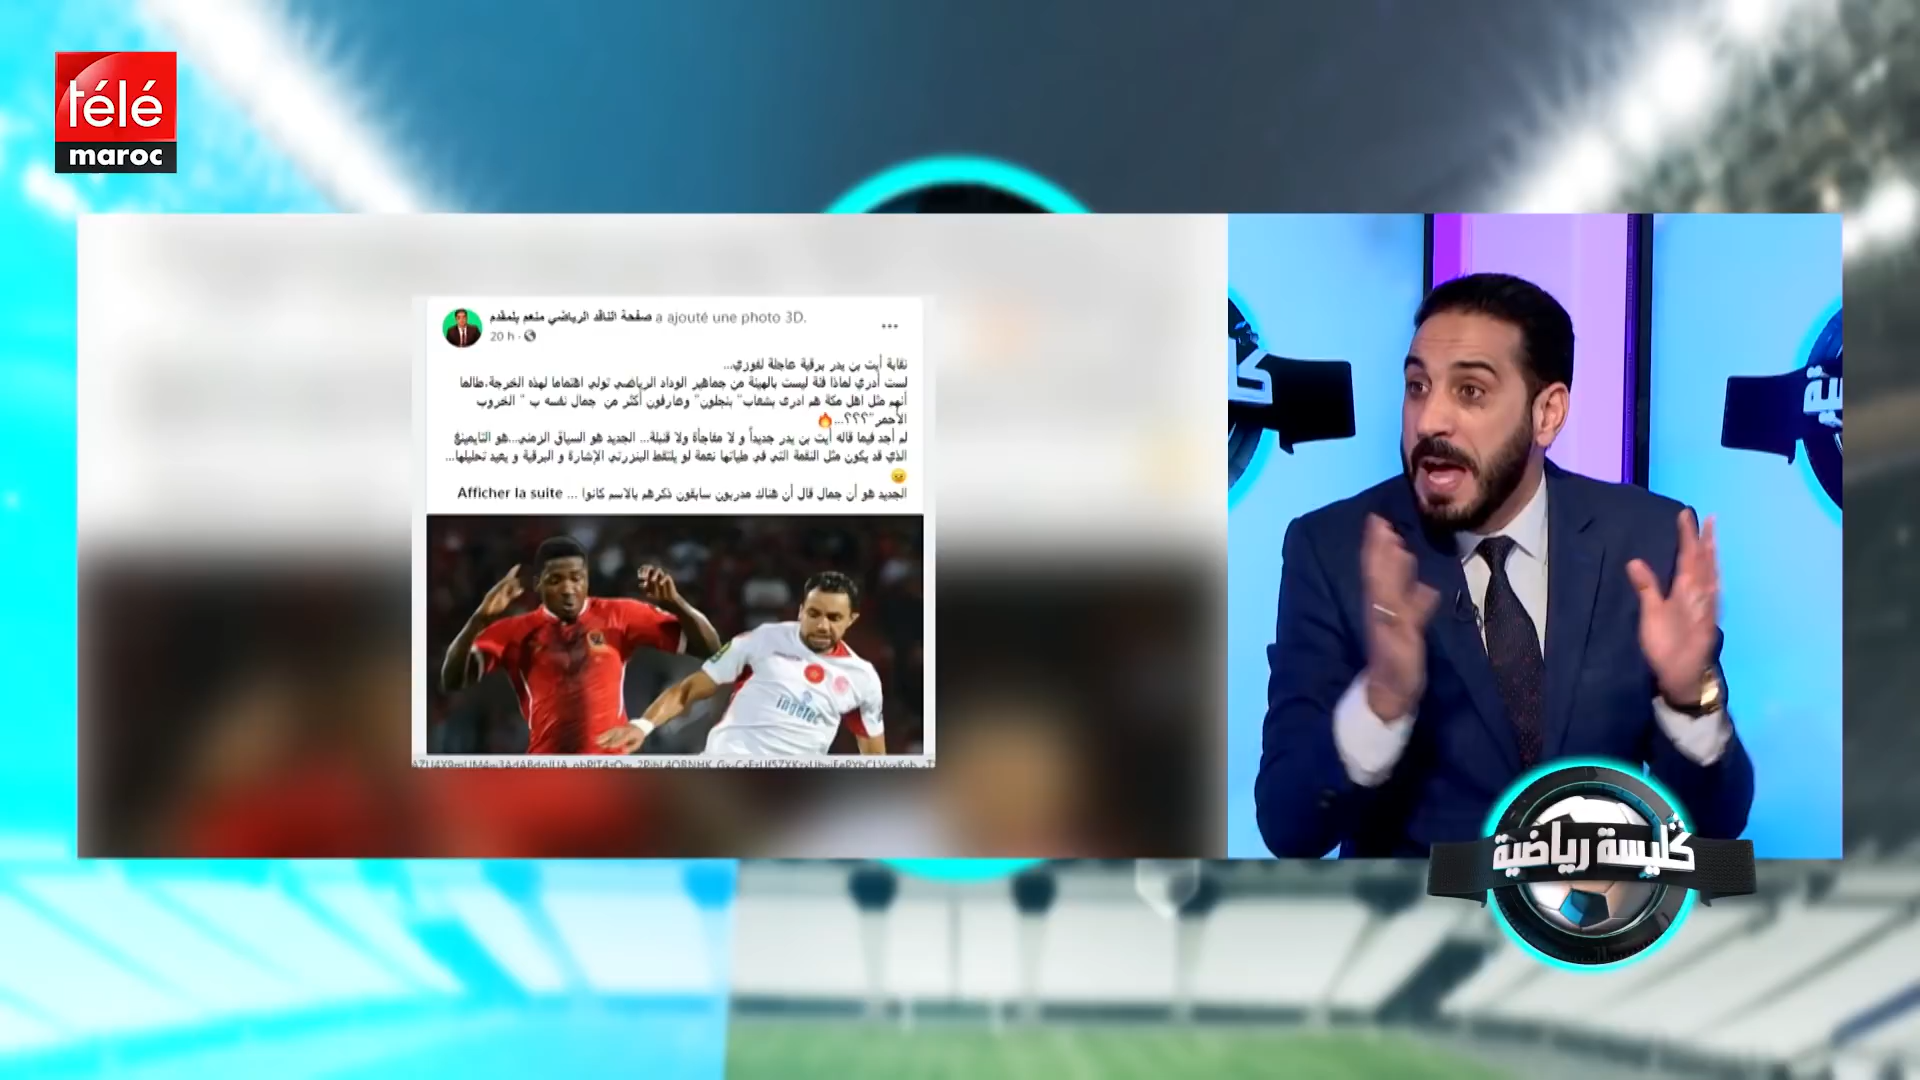 télé
maroc
صفحة الناقد الرياضي منعم بلمقدم a ajouté une photo 3D.
20 h
نقابة أيت بن يدر برقية عاجلة لفوزي...
لست أدري لماذا فئة ليست بالهينة من جماهير الوداد الرياضي تولي اهتماما لهذه الخرجة،طالما
أنهم مثل اهل مكة هم ادرى بشعاب" بنجلون" وعارفون أكثر من جمال نفسه ب " الخروب
الأحمر"؟؟؟...🔥
لم أجد فيما قاله أيت بن يدر جديداً و لا مفاجأة ولا قنبلة... الجديد هو السياق الزمني...هو التايمينغ
الذي قد يكون مثل النقمة التي في طياتها نعمة لو يلتقط البنزرتي الإشارة و البرقية و يعيد تحليلها...
الجديد هو أن جمال قال أن هناك مدربون سابقون ذكرهم بالاسم كانوا ... Afficher la suite
ingelec
كليسة رياضية